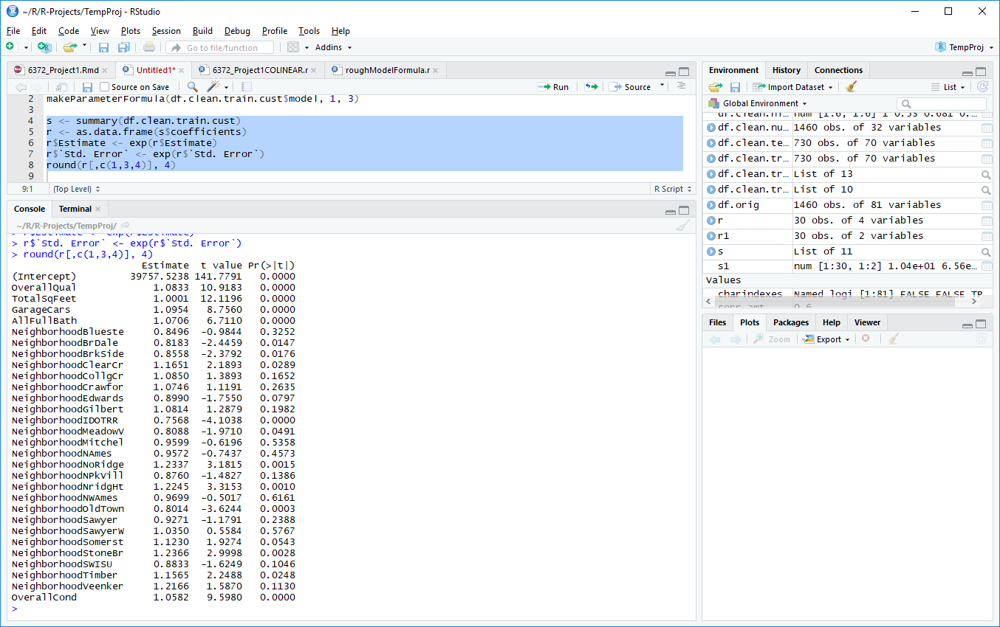 ~/R/R-Projects/TempProj - RStudio
File Edit Code View Plots Session Build Debug Profile Tools Help
Go to file/function Addins TempProj
6372_Project1.Rmd Untitled1* 6372_Project1COLINEAR.r roughModelFormula.r
Source on Save Run Source
2 makeParameterFormula(df.clean.train.cust$model, 1, 3)
3
4 s <- summary(df.clean.train.cust)
5 r <- as.data.frame(s$coefficients)
6 r$Estimate <- exp(r$Estimate)
7 r$`Std. Error` <- exp(r$`Std. Error`)
8 round(r[,c(1,3,4)], 4)
9
9:1 (Top Level) R Script
Console Terminal
~/R/R-Projects/TempProj/
> r$Estimate <- exp(r$Estimate)
> r$`Std. Error` <- exp(r$`Std. Error`)
> round(r[,c(1,3,4)], 4)
Estimate t value Pr(>|t|)
(Intercept) 39757.5238 141.7791 0.0000
OverallQual 1.0833 10.9183 0.0000
TotalSqFeet 1.0001 12.1196 0.0000
GarageCars 1.0954 8.7560 0.0000
AllFullBath 1.0706 6.7110 0.0000
NeighborhoodBlueste 0.8496 -0.9844 0.3252
NeighborhoodBrDale 0.8183 -2.4459 0.0147
NeighborhoodBrkSide 0.8558 -2.3792 0.0176
NeighborhoodClearCr 1.1651 2.1893 0.0289
NeighborhoodCollgCr 1.0850 1.3893 0.1652
NeighborhoodCrawfor 1.0746 1.1191 0.2635
NeighborhoodEdwards 0.8990 -1.7550 0.0797
NeighborhoodGilbert 1.0814 1.2879 0.1982
NeighborhoodIDOTRR 0.7568 -4.1038 0.0000
NeighborhoodMeadowV 0.8088 -1.9710 0.0491
NeighborhoodMitchel 0.9599 -0.6196 0.5358
NeighborhoodNAmes 0.9572 -0.7437 0.4573
NeighborhoodNoRidge 1.2337 3.1815 0.0015
NeighborhoodNPkVill 0.8760 -1.4827 0.1386
NeighborhoodNridgHt 1.2245 3.3153 0.0010
NeighborhoodNWAmes 0.9699 -0.5017 0.6161
NeighborhoodOldTown 0.8014 -3.6244 0.0003
NeighborhoodSawyer 0.9271 -1.1791 0.2388
NeighborhoodSawyerW 1.0350 0.5584 0.5767
NeighborhoodSomerst 1.1230 1.9274 0.0543
NeighborhoodStoneBr 1.2366 2.9998 0.0028
NeighborhoodSWISU 0.8833 -1.6249 0.1046
NeighborhoodTimber 1.1565 2.2488 0.0248
NeighborhoodVeenker 1.2166 1.5870 0.1130
OverallCond 1.0582 9.5980 0.0000
>
Environment History Connections
Import Dataset List
Global Environment
num [1:6, 1:6] 1 0.53 0.681 0...
df.clean.nu... 1460 obs. of 32 variables
df.clean.te... 730 obs. of 70 variables
df.clean.tr... 730 obs. of 70 variables
df.clean.tr... List of 13
df.clean.tr... List of 10
df.orig 1460 obs. of 81 variables
r 30 obs. of 4 variables
r1 30 obs. of 2 variables
s List of 11
s1 num [1:30, 1:2] 1.04e+01 6.56e...
Values
charindexes Named logi [1:81] FALSE FALSE TR
corr.amt 0.6
Files Plots Packages Help Viewer
Zoom Export